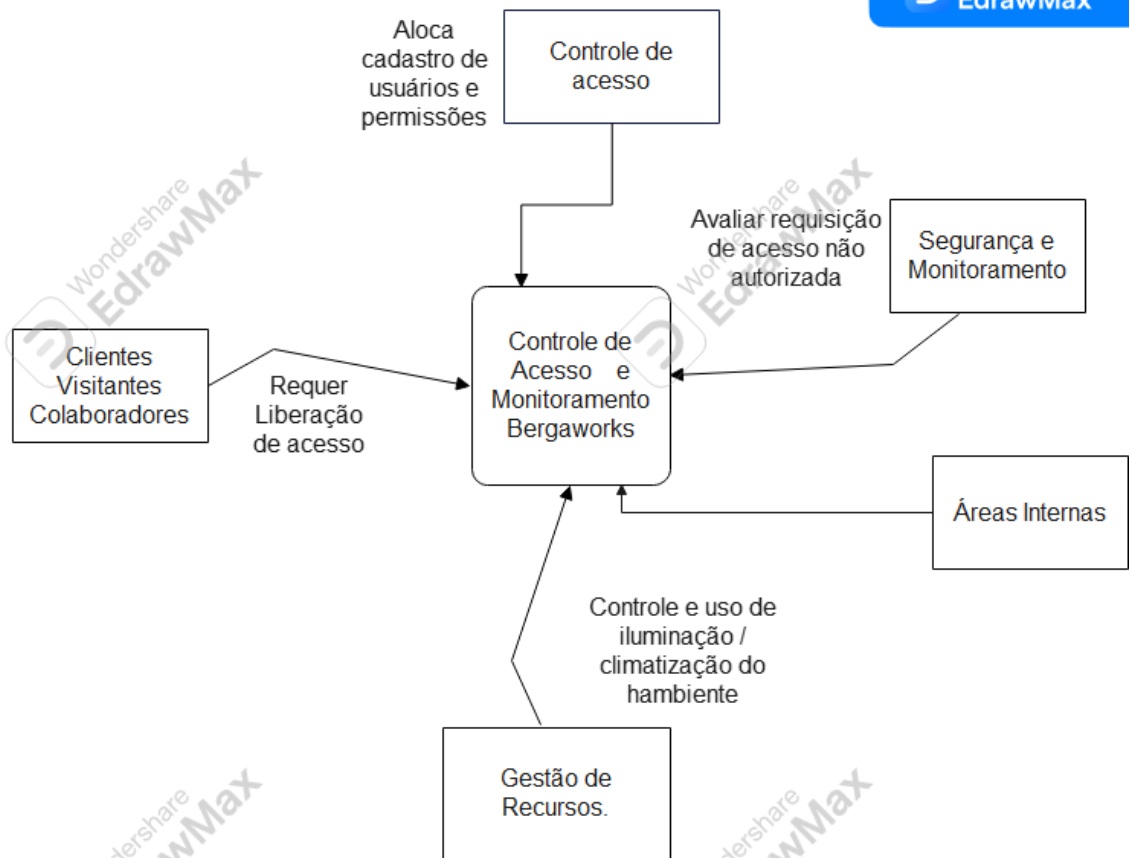 EdrawMax
Aloca
cadastro de
usuários e
permissões
Controle de
acesso
Wondershare
EdrawMax
Wondershare
EdrawMax
Avaliar requisição
de acesso não
autorizada
Segurança e
Monitoramento
Clientes
Visitantes
Colaboradores
Requer
Liberação
de acesso
Controle de
Acesso e
Monitoramento
Bergaworks
Áreas Internas
Controle e uso de
iluminação /
climatização do
hambiente
Gestão de
Recursos.